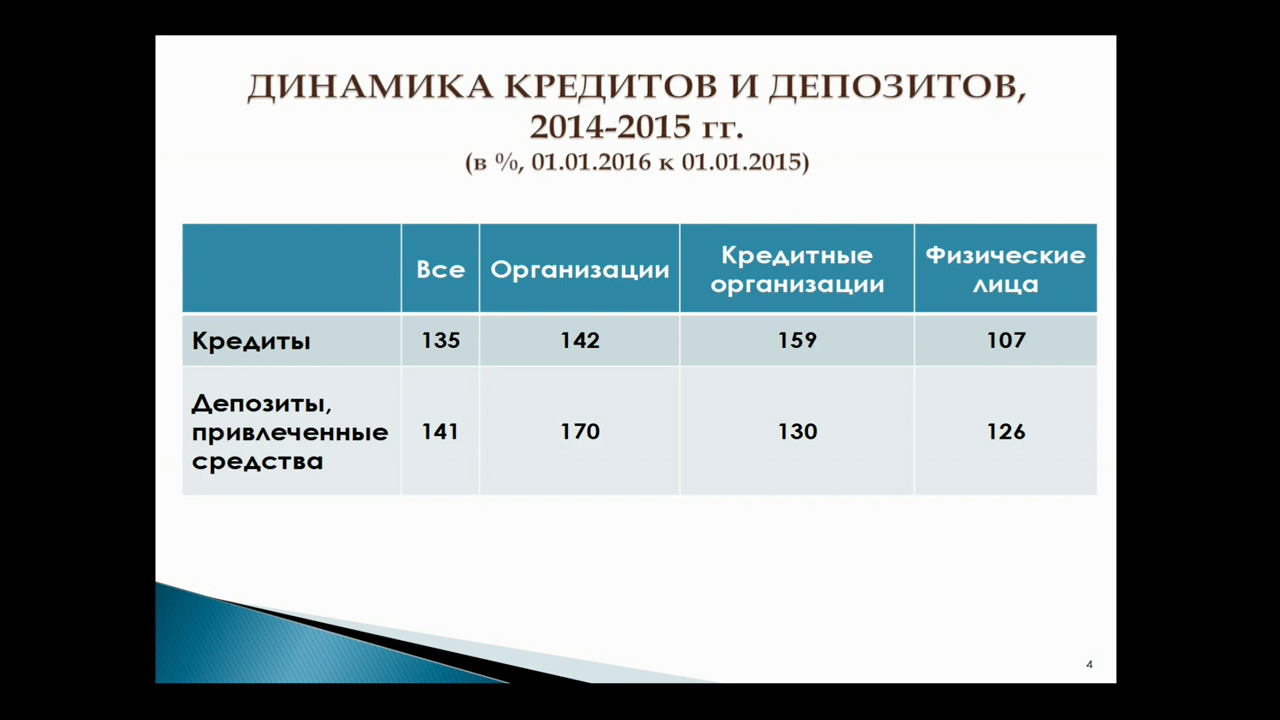 ДИНАМИКА КРЕДИТОВ И ДЕПОЗИТОВ,
2014-2015 гг.
(в %, 01.01.2016 к 01.01.2015)
Все Организации Кредитные организации Физические лица
Кредиты 135 142 159 107
Депозиты, привлеченные средства 141 170 130 126
4